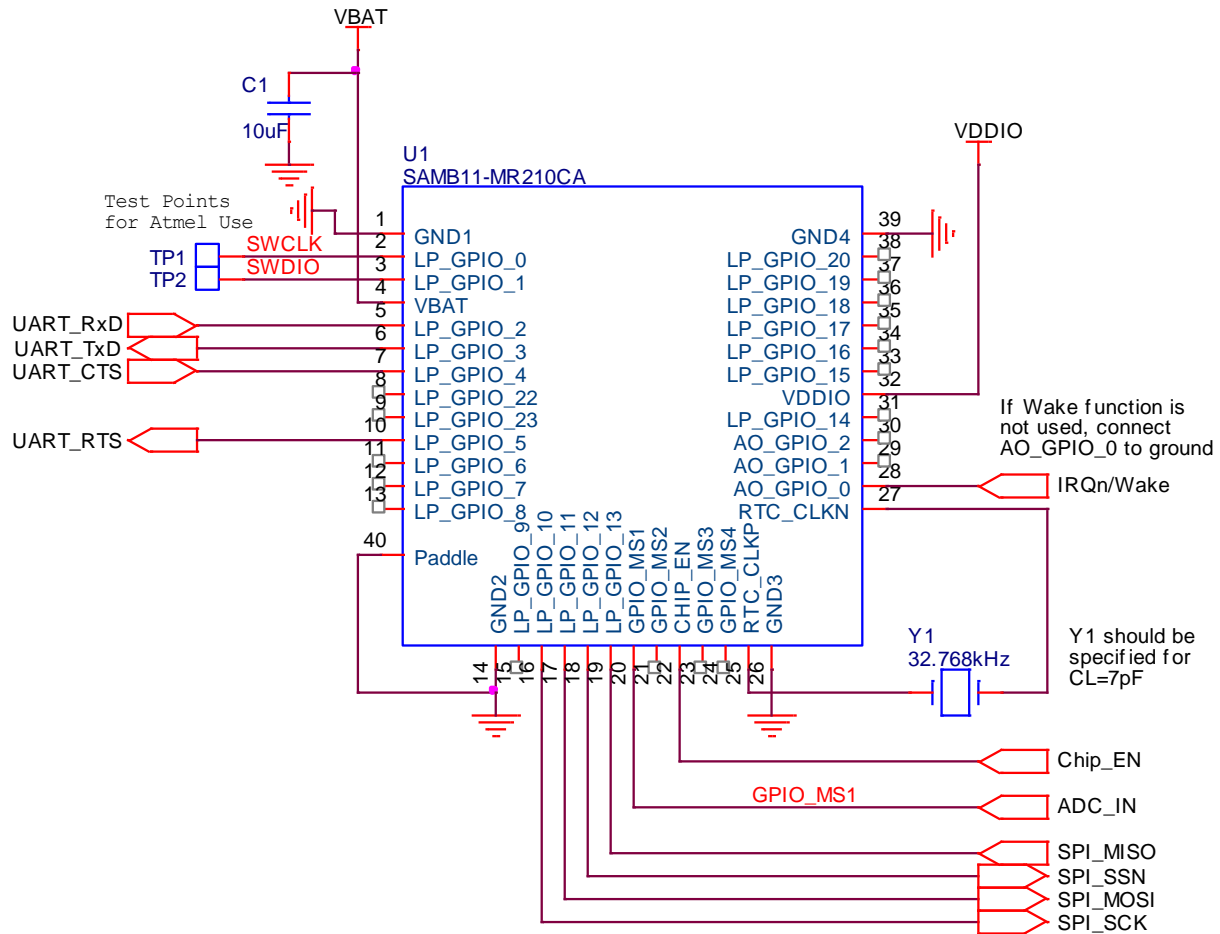 VBAT
C1
10uF
VDDIO
U1
SAMB11-MR210CA
Test Points
for Atmel Use
TP1
TP2
SWCLK
SWDIO
UART_RxD
UART_TxD
UART_CTS
UART_RTS
1
2
3
4
5
6
7
8
9
10
11
12
13
40
GND1
LP_GPIO_0
LP_GPIO_1
VBAT
LP_GPIO_2
LP_GPIO_3
LP_GPIO_4
LP_GPIO_22
LP_GPIO_23
LP_GPIO_5
LP_GPIO_6
LP_GPIO_7
LP_GPIO_8
Paddle
39
38
37
36
35
34
33
32
31
30
29
28
27
GND4
LP_GPIO_20
LP_GPIO_19
LP_GPIO_18
LP_GPIO_17
LP_GPIO_16
LP_GPIO_15
VDDIO
LP_GPIO_14
AO_GPIO_2
AO_GPIO_1
AO_GPIO_0
RTC_CLKN
If Wake function is
not used, connect
AO_GPIO_0 to ground
IRQn/Wake
GND2
LP_GPIO_9
LP_GPIO_10
LP_GPIO_11
LP_GPIO_12
LP_GPIO_13
GPIO_MS1
GPIO_MS2
CHIP_EN
GPIO_MS3
GPIO_MS4
RTC_CLKP
GND3
14
15
16
17
18
19
20
21
22
23
24
25
26
Y1
32.768kHz
Y1 should be
specified for
CL=7pF
Chip_EN
GPIO_MS1
ADC_IN
SPI_MISO
SPI_SSN
SPI_MOSI
SPI_SCK